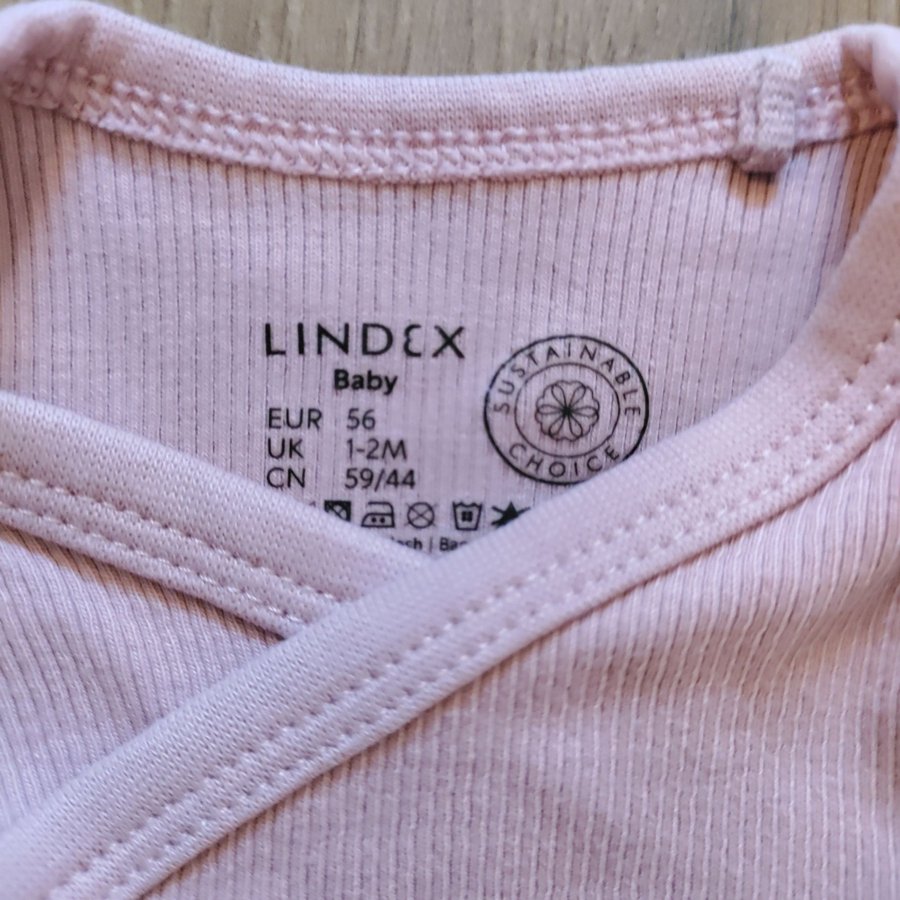 LINDEX
Baby
EUR 56
UK 1-2M
CN 59/44
SUSTAINABLE
CHOICE